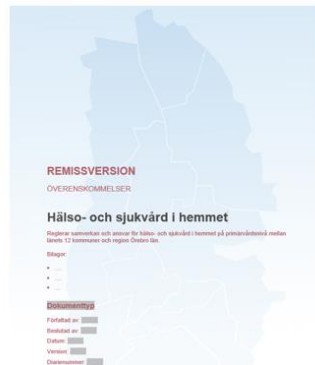 REMISSVERSION
ÖVERENSKOMMELSER
Hälso- och sjukvård i hemmet
Reglerar samverkan och ansvar för hälso- och sjukvård i hemmet på primärvårdsnivå mellan
länets 12 kommuner och region Örebro län.
Bilagor:
• ...
• ...
• ...
Dokumenttyp
Författad av:
Beslutad av:
Datum:
Version:
Diarienummer: